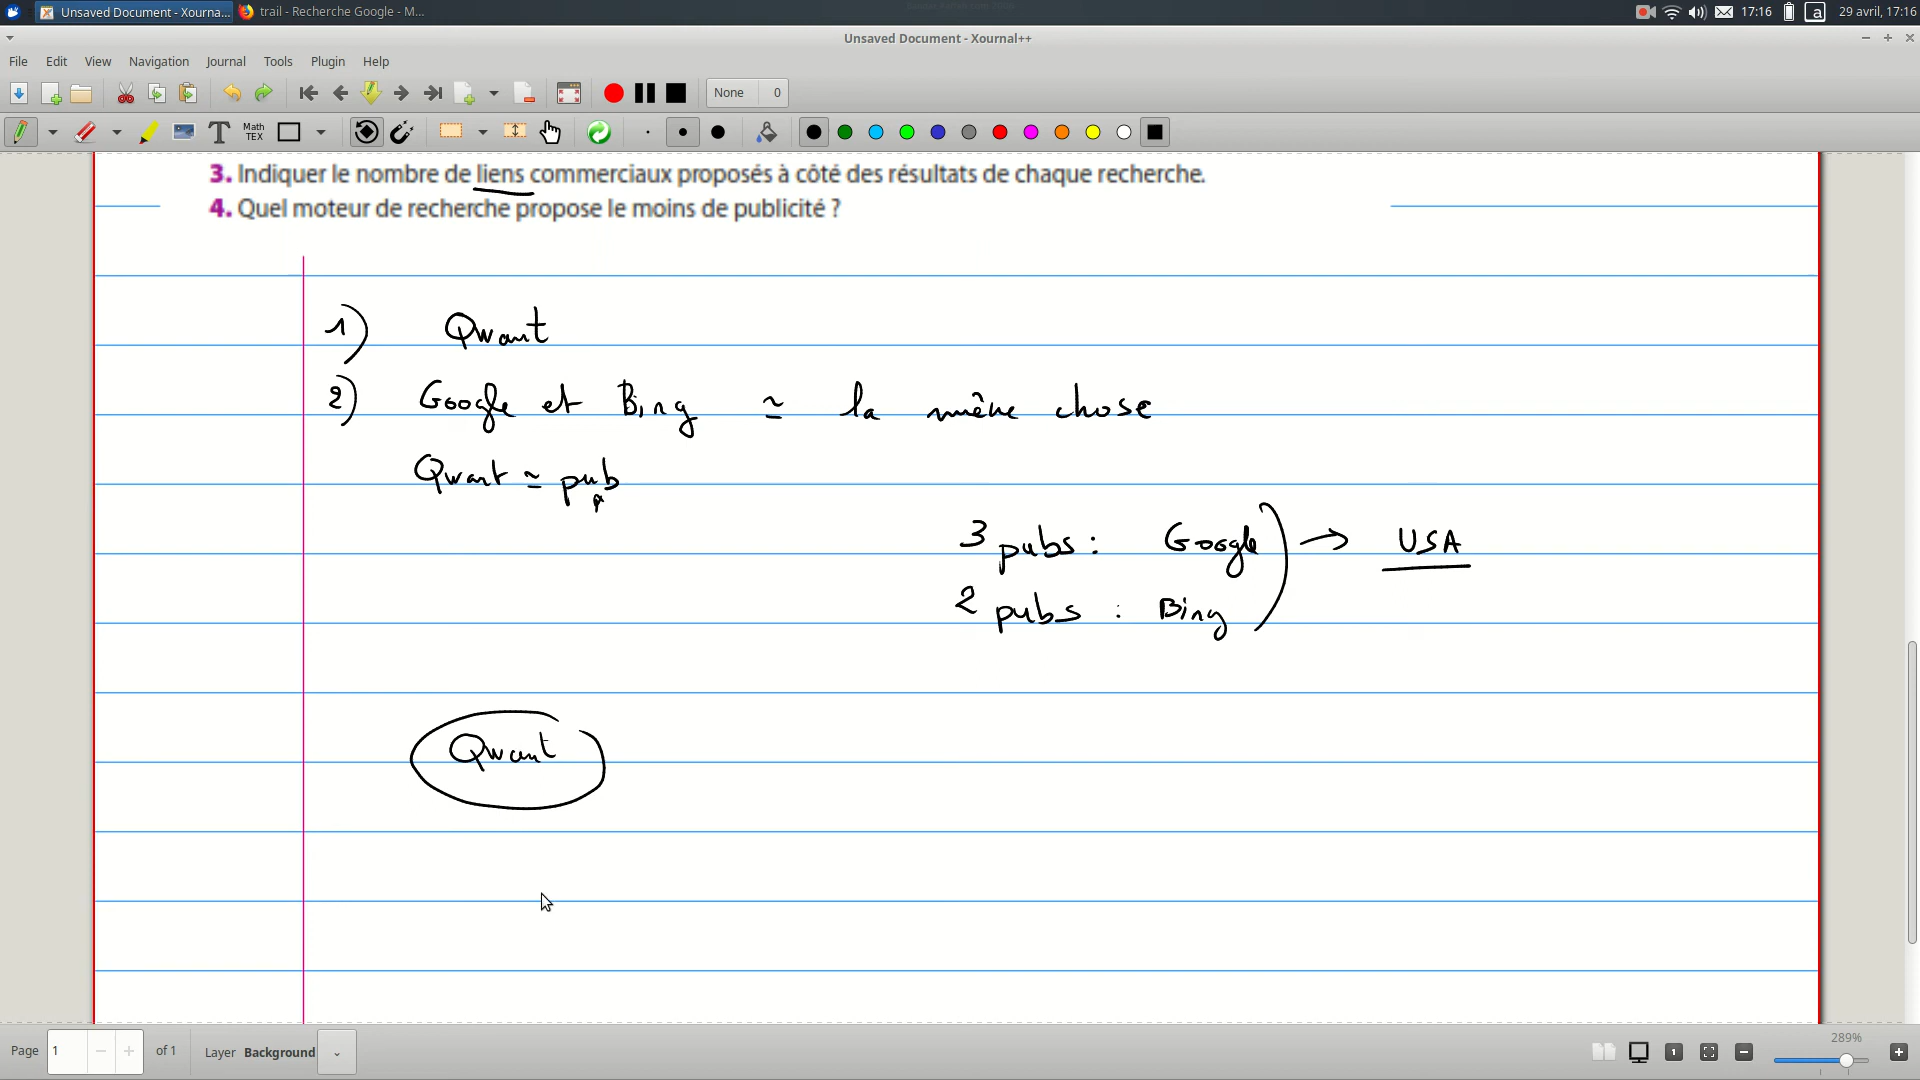 Unsaved Document - Xourna...
trail - Recherche Google - M...
17:16
a
29 avril, 17:16
Unsaved Document - Xournal++
File Edit View Navigation Journal Tools Plugin Help
None 0
Math TEX
3. Indiquer le nombre de liens commerciaux proposés à côté des résultats de chaque recherche.
4. Quel moteur de recherche propose le moins de publicité ?
1) Qwant
2) Google et Bing ≃ la même chose
Qwant ≃ pub
3 pubs : Google → USA
2 pubs : Bing
Qwant
Page 1 of 1 Layer Background
289%
1